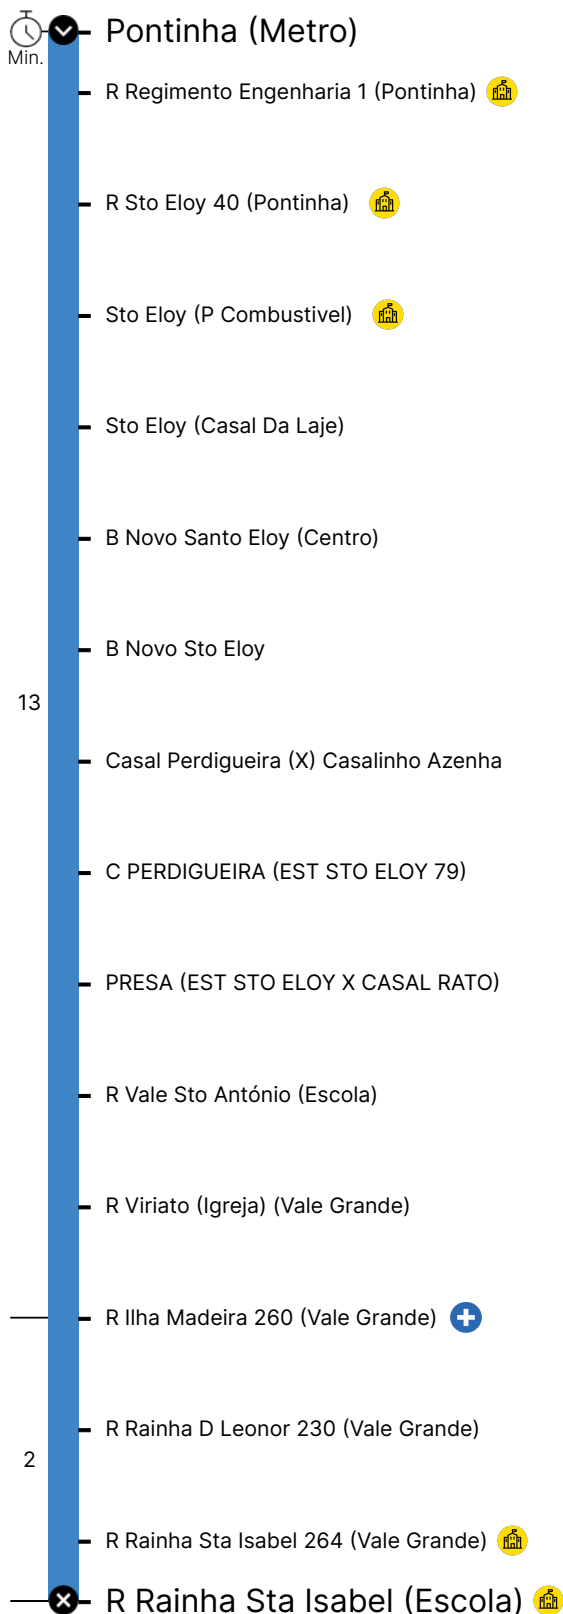 Pontinha (Metro)
Min.
R Regimento Engenharia 1 (Pontinha)
R Sto Eloy 40 (Pontinha)
Sto Eloy (P Combustivel)
Sto Eloy (Casal Da Laje)
B Novo Santo Eloy (Centro)
B Novo Sto Eloy
13
Casal Perdigueira (X) Casalinho Azenha
C PERDIGUEIRA (EST STO ELOY 79)
PRESA (EST STO ELOY X CASAL RATO)
R Vale Sto António (Escola)
R Viriato (Igreja) (Vale Grande)
R Ilha Madeira 260 (Vale Grande)
R Rainha D Leonor 230 (Vale Grande)
2
R Rainha Sta Isabel 264 (Vale Grande)
R Rainha Sta Isabel (Escola)